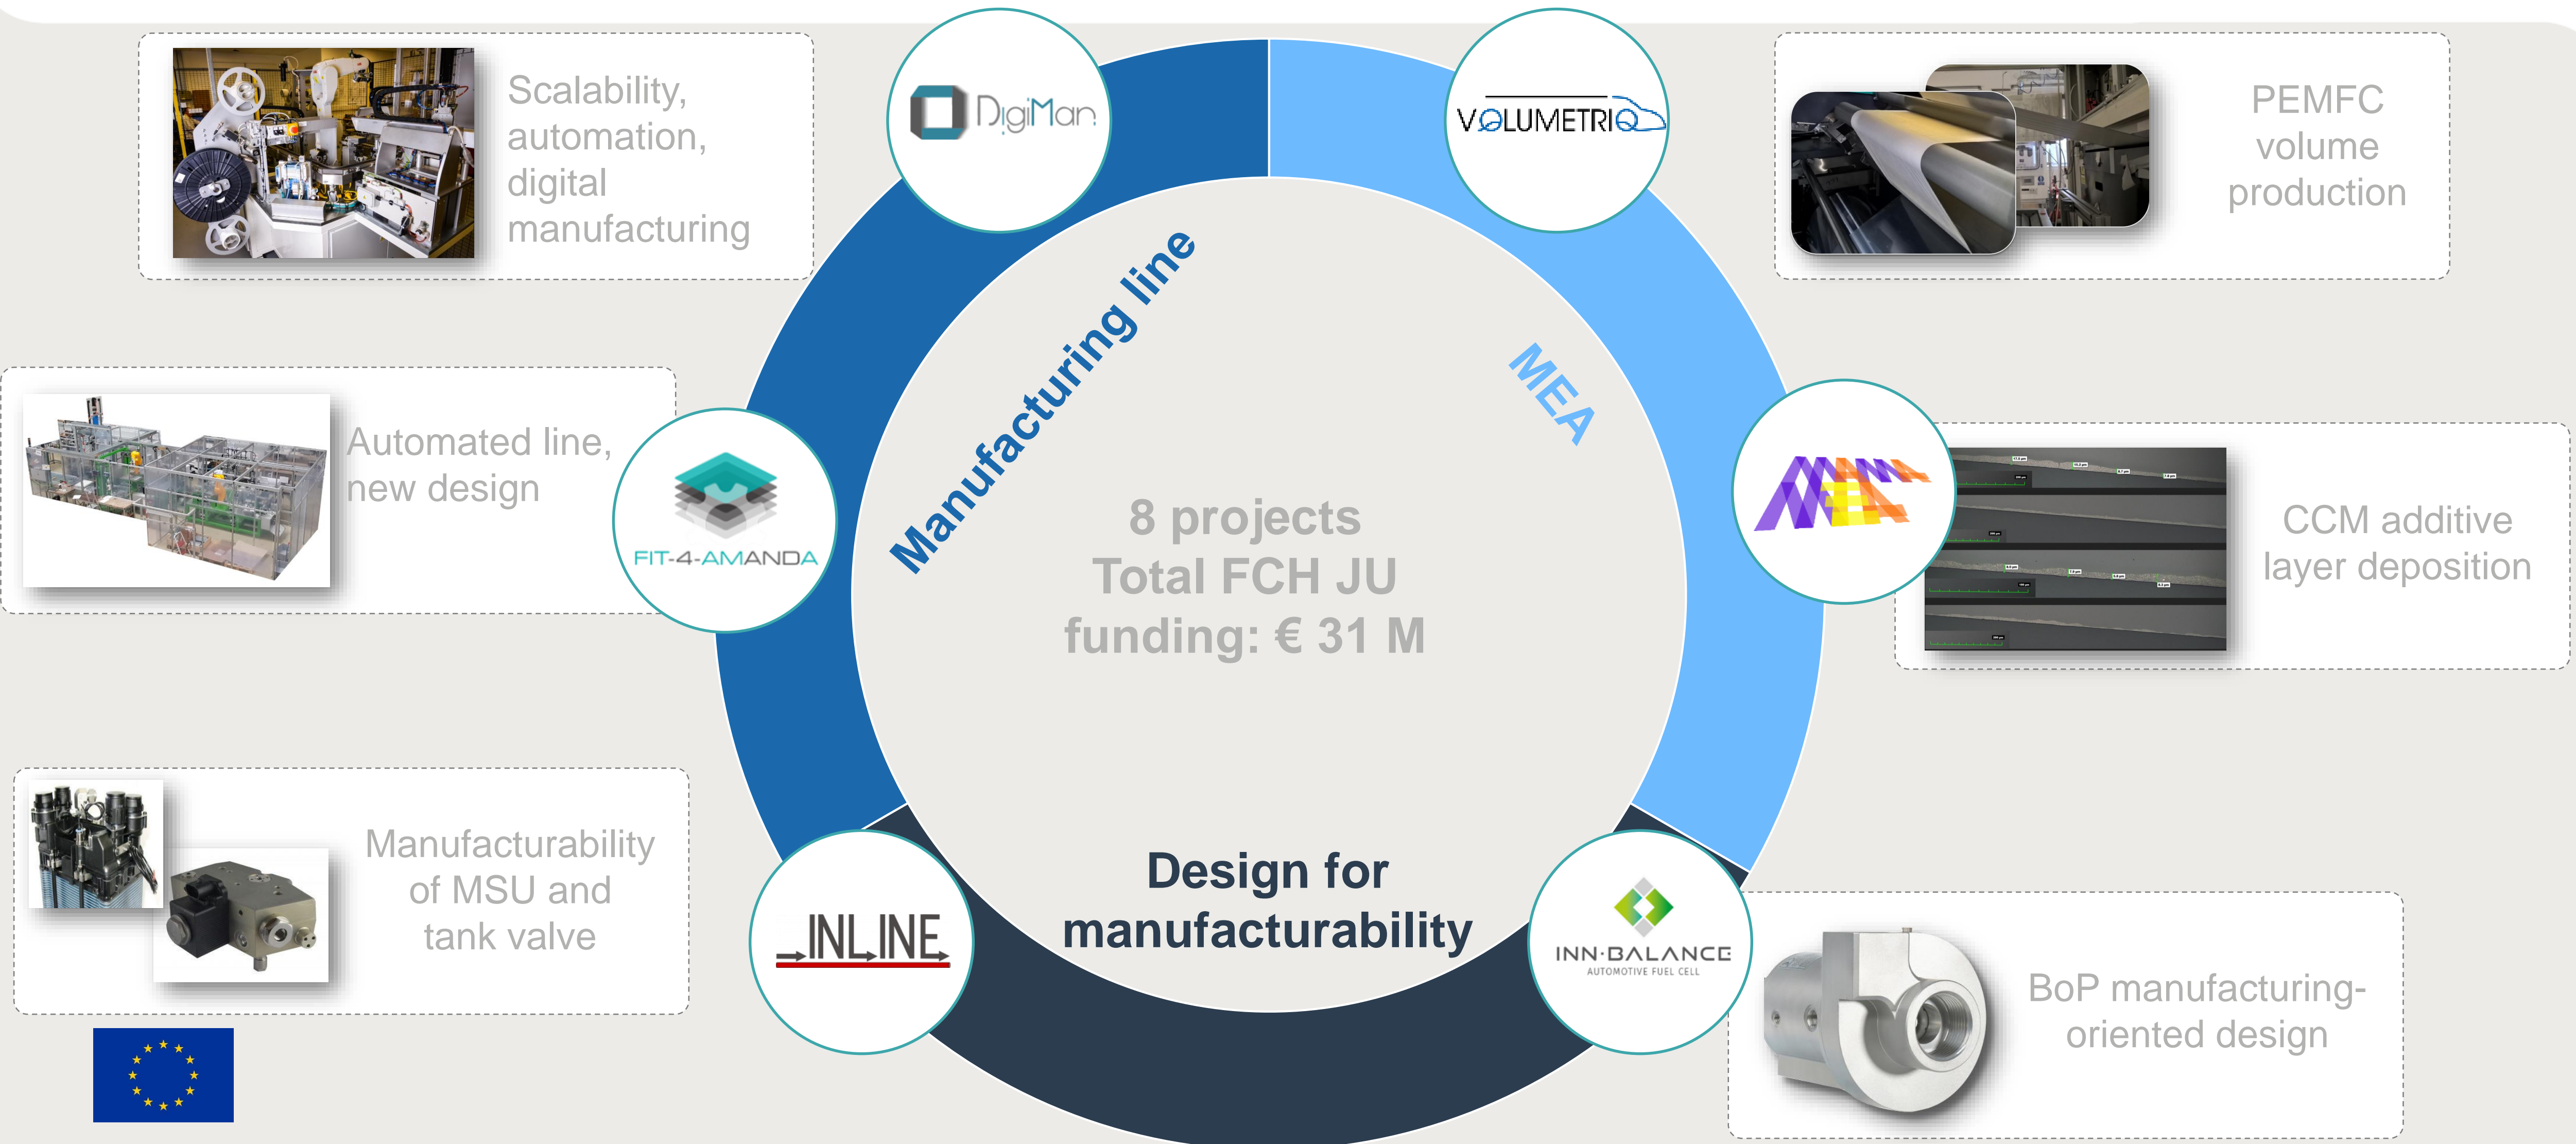 Scalability,
automation,
digital
manufacturing
DigiMan
VOLUMETRIQ
PEMFC
volume
production
Manufacturing line
MEA
Automated line,
new design
FIT-4-AMANDA
8 projects
Total FCH JU
funding: € 31 M
MAMA
MEA
CCM additive
layer deposition
Manufacturability
of MSU and
tank valve
INLINE
Design for
manufacturability
INN·BALANCE
AUTOMOTIVE FUEL CELL
BoP manufacturing-
oriented design